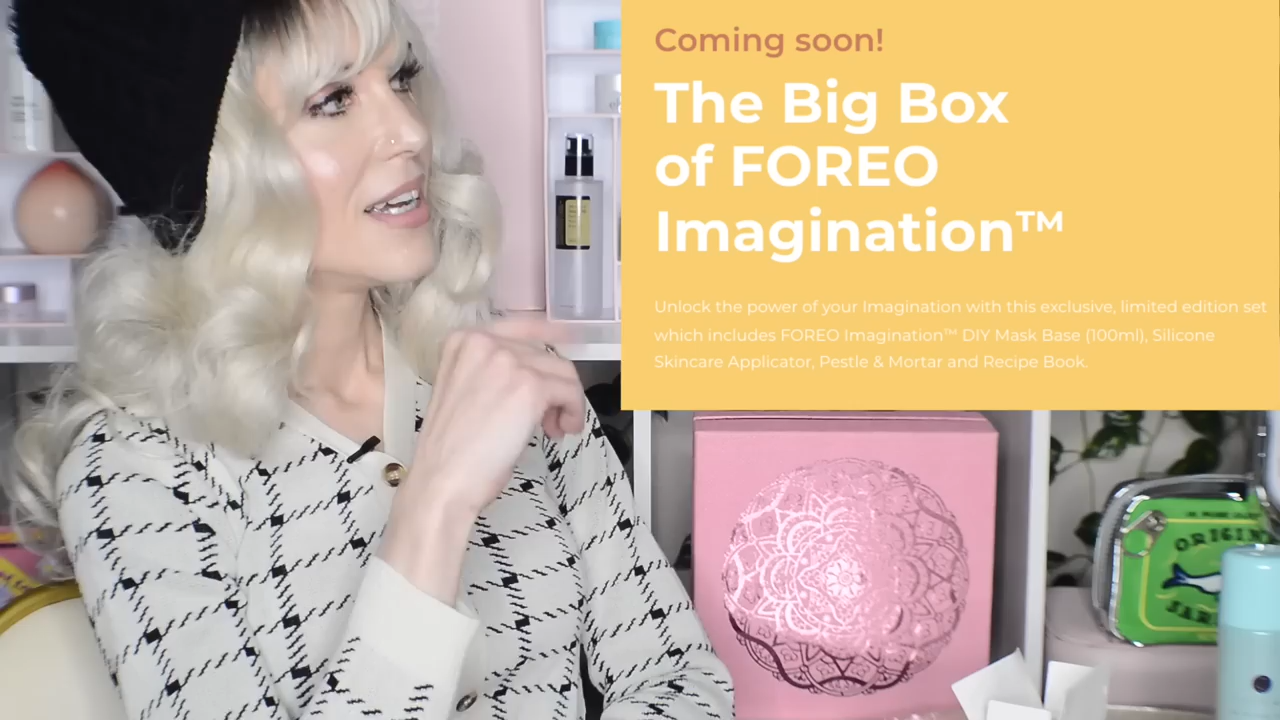 Coming soon!
The Big Box
of FOREO
Imagination™
Unlock the power of your Imagination with this exclusive, limited edition set
which includes FOREO Imagination™ DIY Mask Base (100ml), Silicone
Skincare Applicator, Pestle & Mortar and Recipe Book.